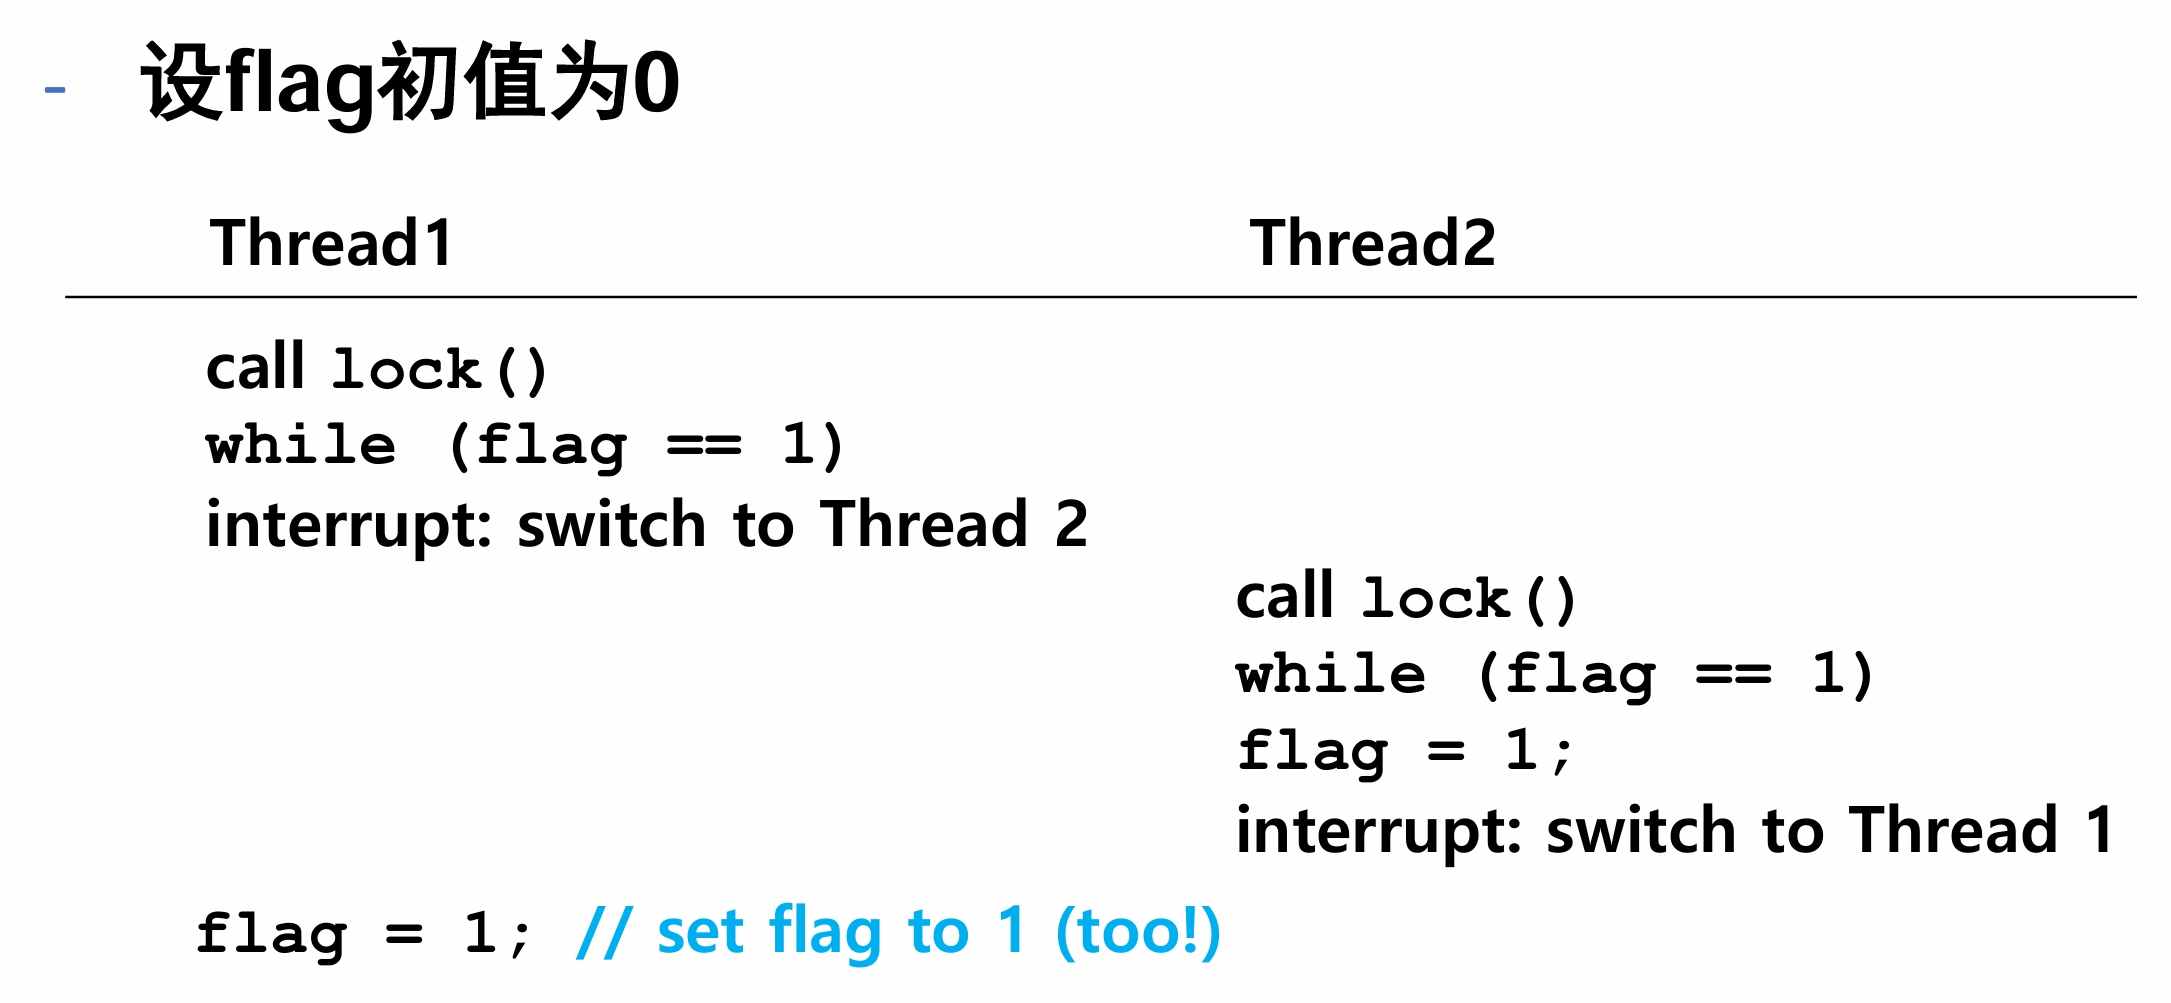 - 设flag初值为0
Thread1 Thread2
call lock()
while (flag == 1)
interrupt: switch to Thread 2
call lock()
while (flag == 1)
flag = 1;
interrupt: switch to Thread 1
flag = 1; // set flag to 1 (too!)